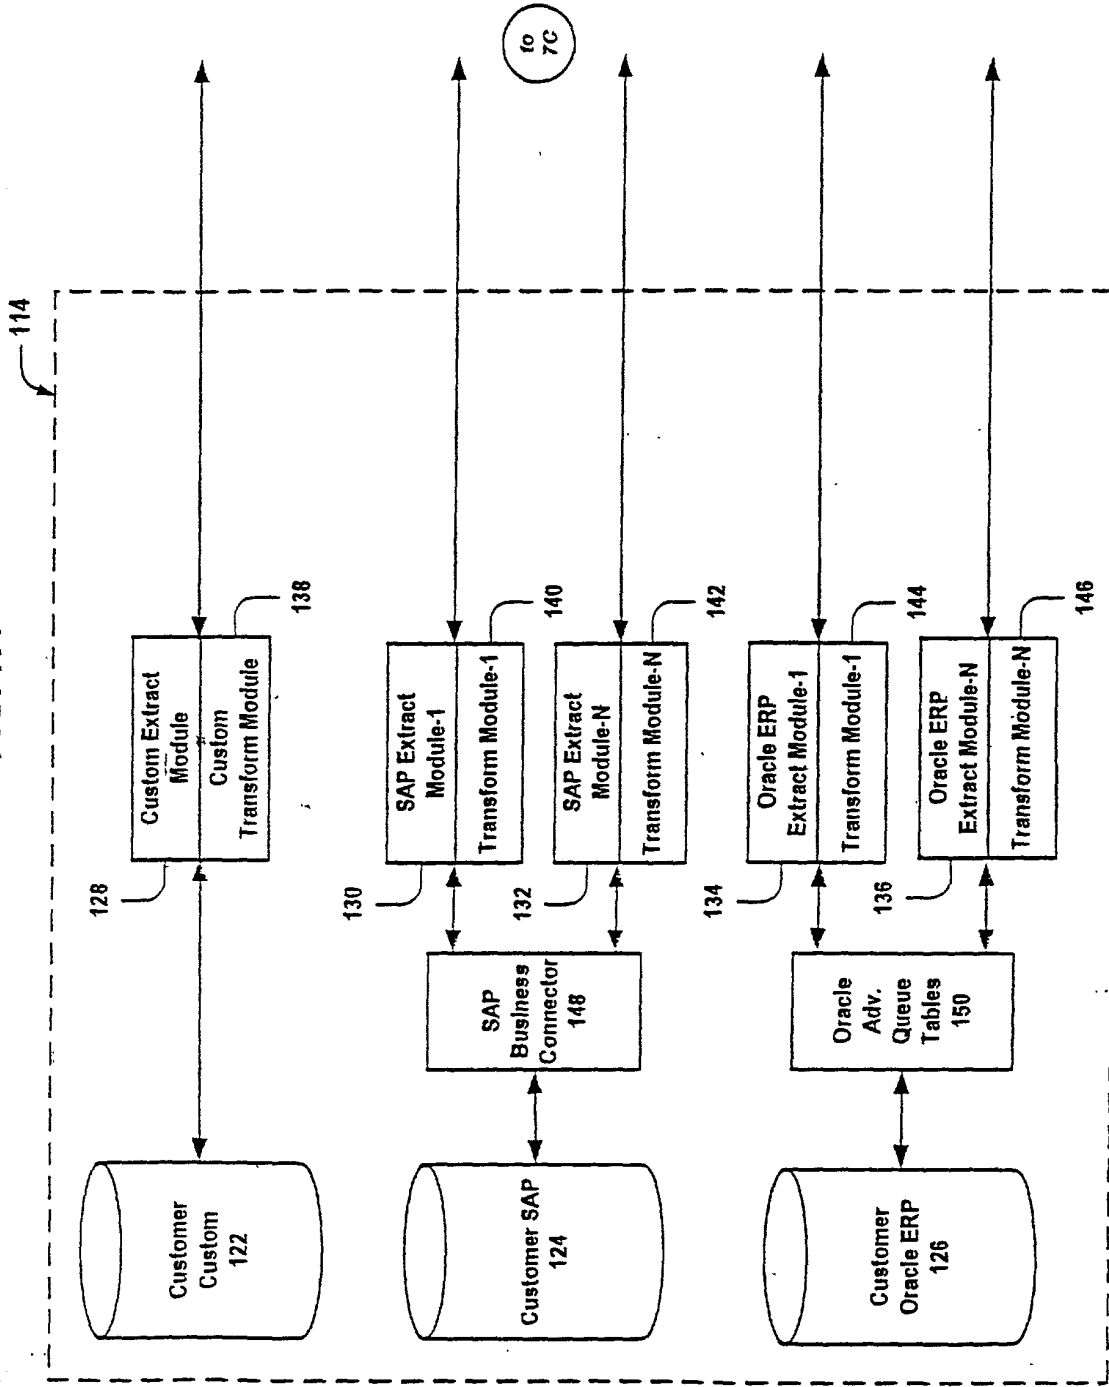 114
to
7C
Custom Extract
Module
Custom
Transform Module
128
138
SAP Extract
Module-1
Transform Module-1
130
140
SAP Extract
Module-N
Transform Module-N
132
142
Oracle ERP
Extract Module-1
Transform Module-1
134
144
Oracle ERP
Extract Module-N
Transform Module-N
136
146
SAP
Business
Connector
148
Oracle
Adv.
Queue
Tables
150
Customer
Custom
122
Customer SAP
124
Customer
Oracle ERP
126